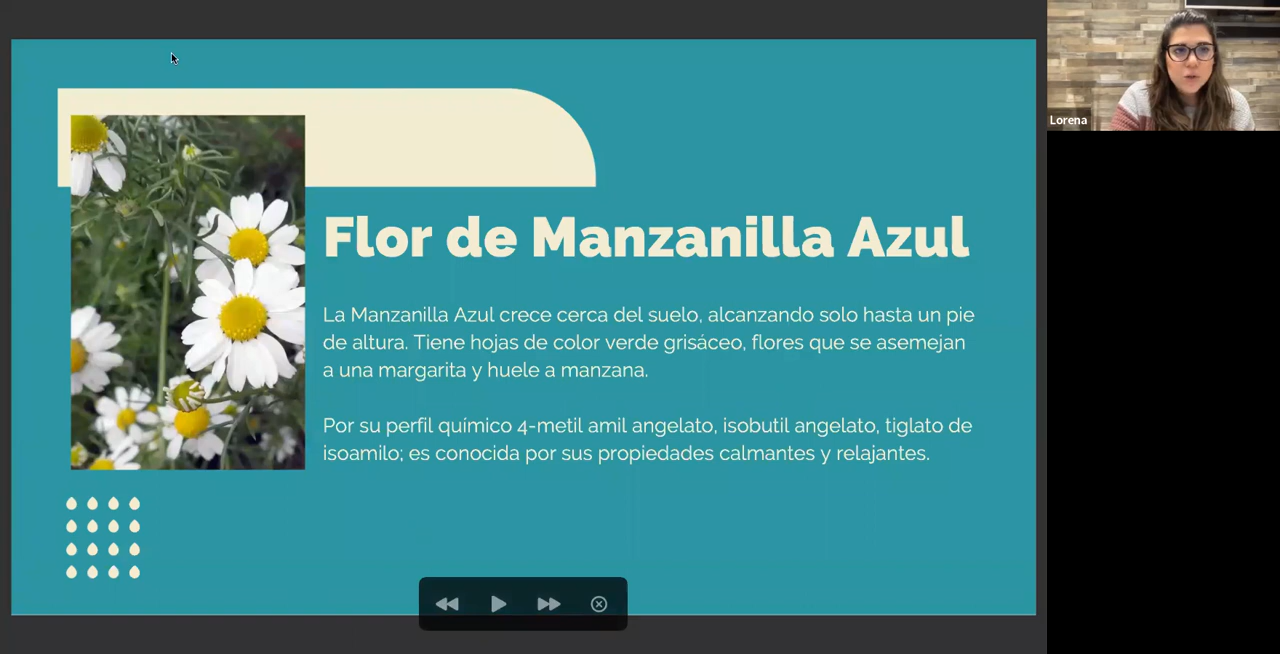 Flor de Manzanilla Azul
La Manzanilla Azul crece cerca del suelo, alcanzando solo hasta un pie
de altura. Tiene hojas de color verde grisáceo, flores que se asemejan
a una margarita y huele a manzana.
Por su perfil químico 4-metil amil angelato, isobutil angelato, tiglato de
isoamilo; es conocida por sus propiedades calmantes y relajantes.
Lorena